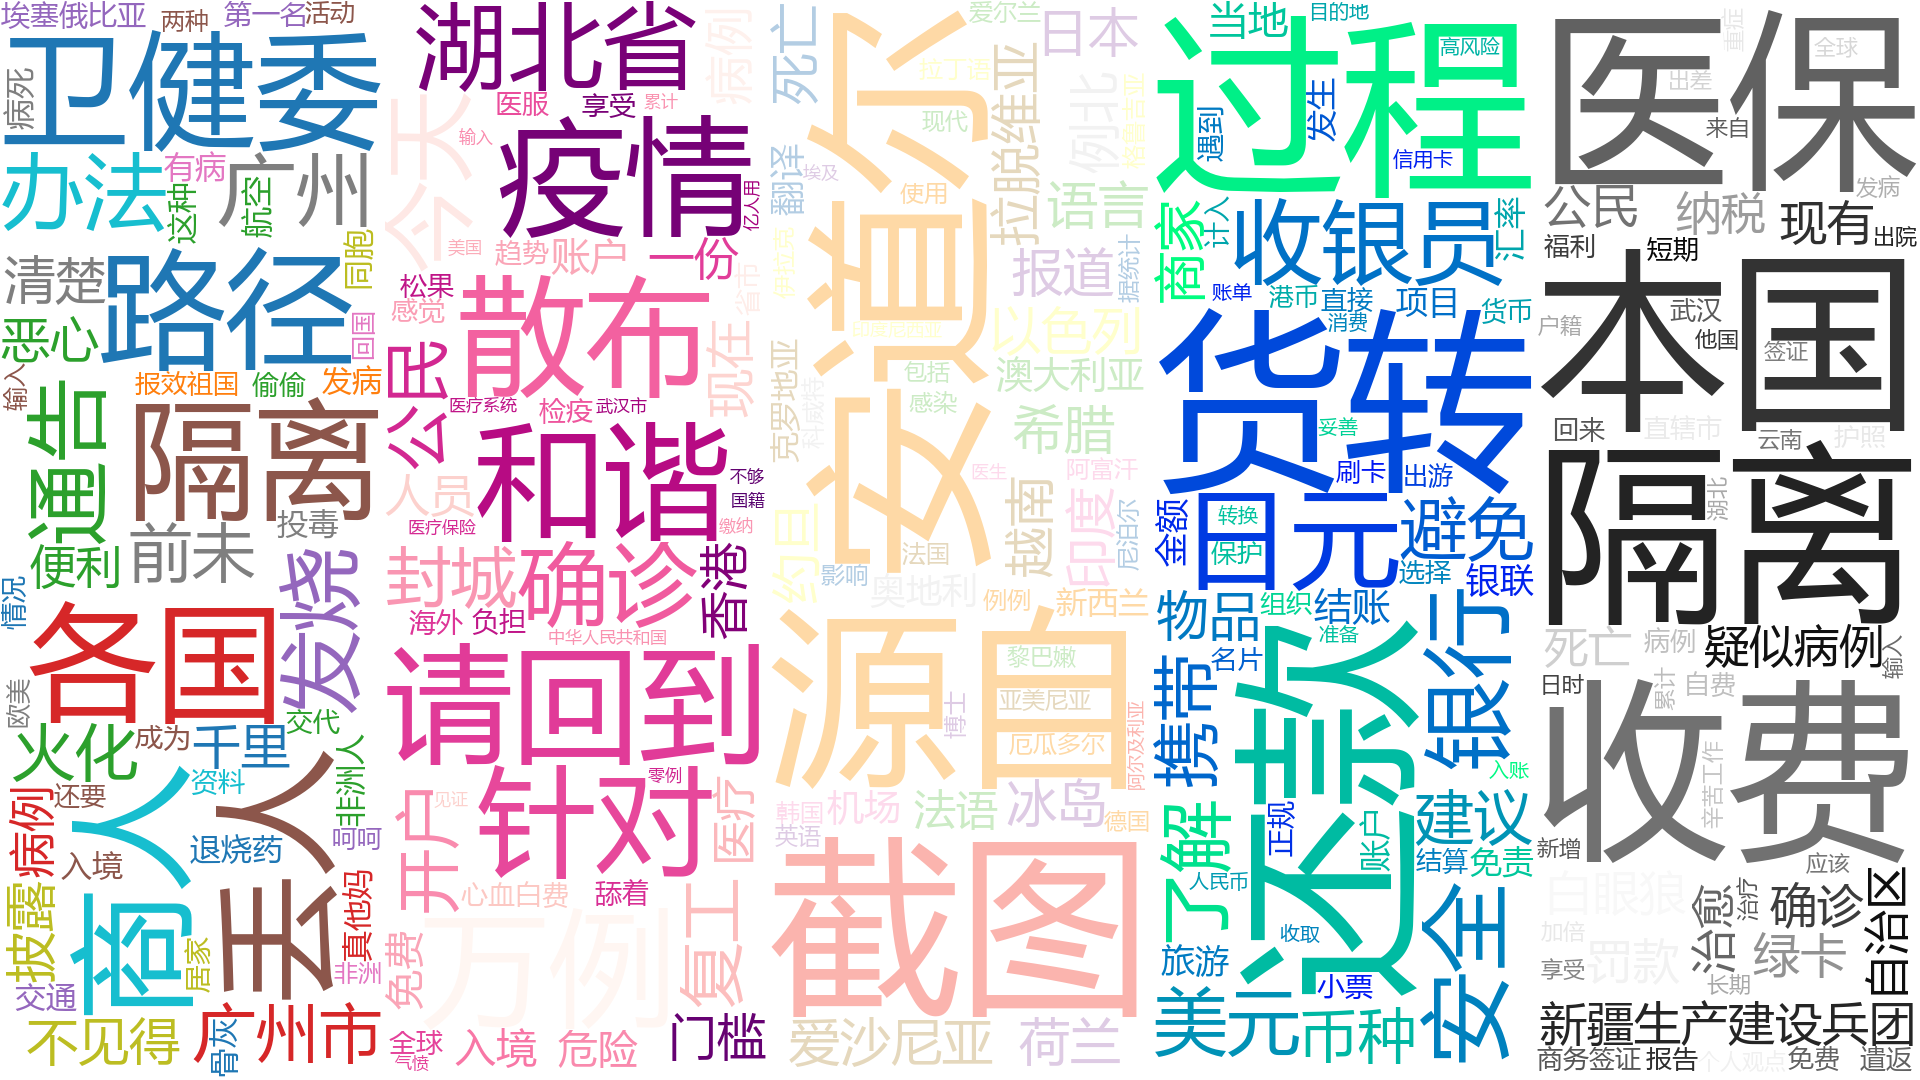 埃塞俄比亚
两种
第一名
活动
卫健委
病死
办法
有病
广州
这种
航空
清楚
路径
同胞
恶心
回国
报效祖国
偷偷
发病
输入
通告
隔离
前未
投毒
便利
发烧
情况
各国
欧美
火化
成为
千里
交代
还要
资料
非洲人
病例
商人
丢人
退烧药
呵呵
入境
披露
居家
真他妈
非洲
交通
不见得
骨灰
广州市
湖北省
病例
今天
医服
享受
累计
输入
疫情
亿人用
美国
趋势
账户
一份
松果
感觉
散布
省市
公民
现在
医疗系统
检疫
武汉市
和谐
人员
不够
国籍
医疗保险
缴纳
封城
确诊
香港
海外
负担
中华人民共和国
请回到
针对
零例
见证
开户
医疗
心血白费
舔着
万例
复工
免费
全球
气愤
入境
危险
门槛
死亡
爱尔兰
日本
拉丁语
现代
拉脱维亚
列北
格鲁吉亚
翻译
埃及
使用
语言
安道尔
伊拉克
报道
据统计
以色列
印度尼西亚
克罗地亚
科威特
包括
澳大利亚
感染
希腊
医生
阿富汗
约旦
越南
印度
尼泊尔
法国
影响
奥地利
例例
新西兰
源自
黎巴嫩
亚美尼亚
博士
厄瓜多尔
阿尔及利亚
韩国
机场
法语
冰岛
德国
英语
截图
爱沙尼亚
荷兰
当地
目的地
过程
高风险
遇到
发生
信用卡
商家
计入
收银员
汇率
账单
港币
直接
项目
货币
消费
货转
妥善
刷卡
出游
金额
日元
转换
保护
避免
选择
银联
物品
组织
结账
准备
名片
还款
携带
银行
入账
了解
正规
账户
建议
结算
免责
人民币
收取
安全
旅游
小票
美元
币种
医保
重症
全球
出差
来自
发病
公民
纳税
现有
出院
福利
短期
本国
武汉
户籍
他国
签证
回来
直辖市
云南
护照
隔离
湖北
死亡
病例
疑似病例
输入
日时
累计
自费
收费
辛苦工作
新增
应该
白眼狼
治愈
治疗
确诊
自治区
加倍
罚款
绿卡
享受
长期
新疆生产建设兵团
商务签证
报告
个人观点
免费
遣返